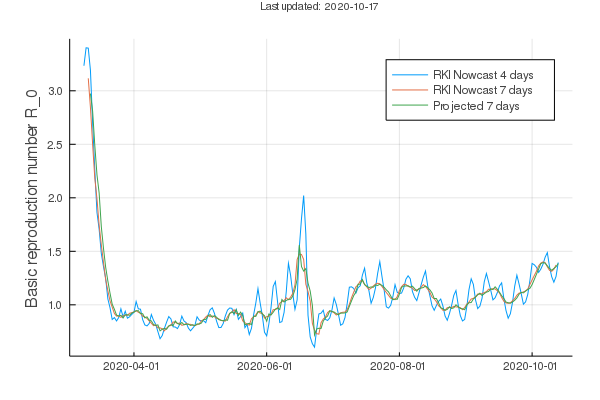 Last updated: 2020-10-17
RKI Nowcast 4 days
RKI Nowcast 7 days
Projected 7 days
Basic reproduction number R_0
3.0
2.5
2.0
1.5
1.0
2020-04-01
2020-06-01
2020-08-01
2020-10-01